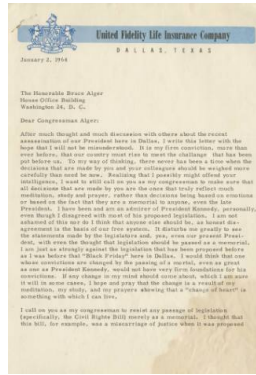 United Fidelity Life Insurance Company
DALLAS, TEXAS
January 2, 1964
The Honorable Bruce Alger
House Office Building
Washington 24, D. C.
Dear Congressman Alger:
After much thought and much discussion with others about the recent
assassination of our President here in Dallas, I write this letter with the
hope that I will not be misunderstood. It is my firm conviction, more than
ever before, that our country must rise to meet the challenge that has been
put before us. To my way of thinking, there never has been a time when the
decisions that are made by you and your colleagues should be weighed more
carefully than need be now. Realizing that I possibly might offend your
intelligence, I want to still call on you as my congressman to make sure that
all decisions that are made by you are the ones that truly reflect much
meditation, study and prayer, rather than decisions being based on emotions
or based on the fact that they are a memorial to anyone, even the late
President. I have been and am an admirer of President Kennedy, personally,
even though I disagreed with most of his proposed legislation. I am not
ashamed of this nor do I think that anyone else should be, as honest dis-
agreement is the basis of our free system. It disturbs me greatly to see
the statements made by the legislators and, yes, even our present Presi-
dent, with even the thought that legislation should be passed as a memorial.
I am just as strongly against the legislation that has been proposed before
as I was before that "Black Friday" here in Dallas. I would think that one
whose convictions are changed by the passing of a mortal, even as great
as one as President Kennedy, would not have very firm foundations for his
convictions. If any change in my mind should come about, which I am sure
it will in some cases, I hope and pray that the change is a result of my
meditation, my study, and my prayers showing that a "change of heart" is
something with which I can live.
I call on you as my congressman to resist any passage of legislation
(specifically, the Civil Rights Bill) merely as a memorial. I thought that
this bill, for example, was a miscarriage of justice when it was proposed